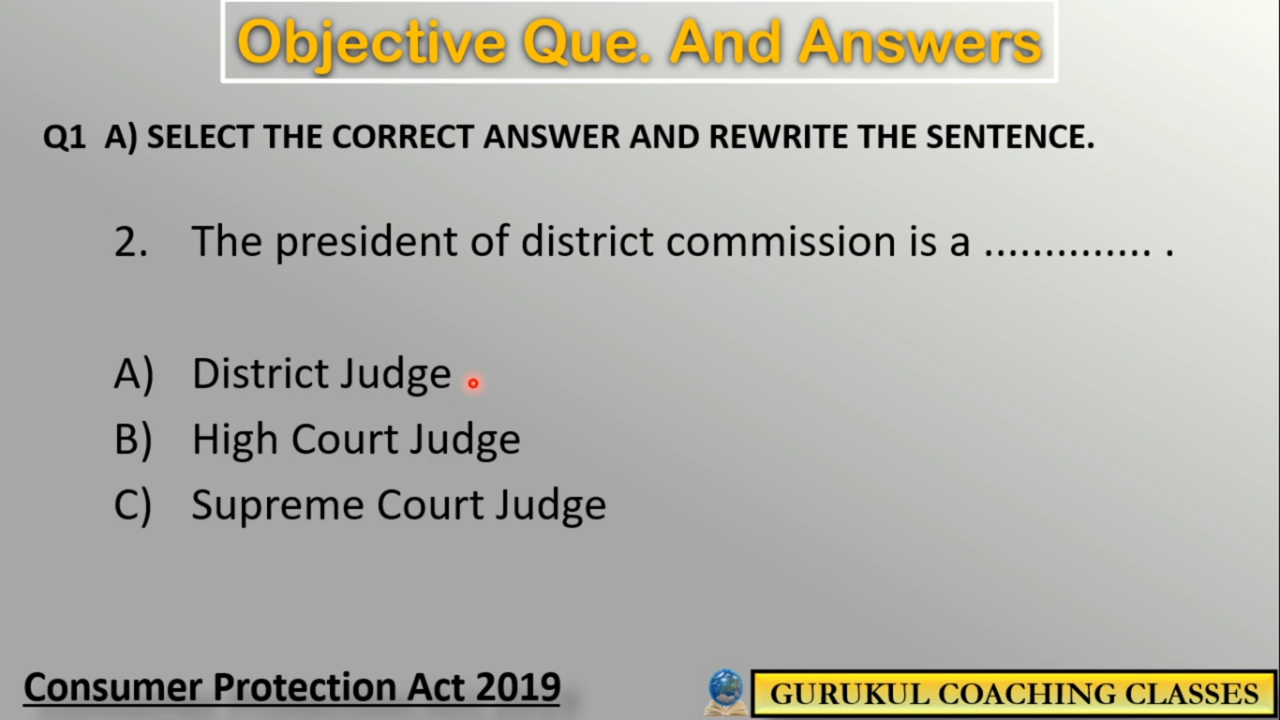 Objective Que. And Answers
Q1 A) SELECT THE CORRECT ANSWER AND REWRITE THE SENTENCE.
2. The president of district commission is a .............. .
A) District Judge
B) High Court Judge
C) Supreme Court Judge
Consumer Protection Act 2019
GURUKUL COACHING CLASSES